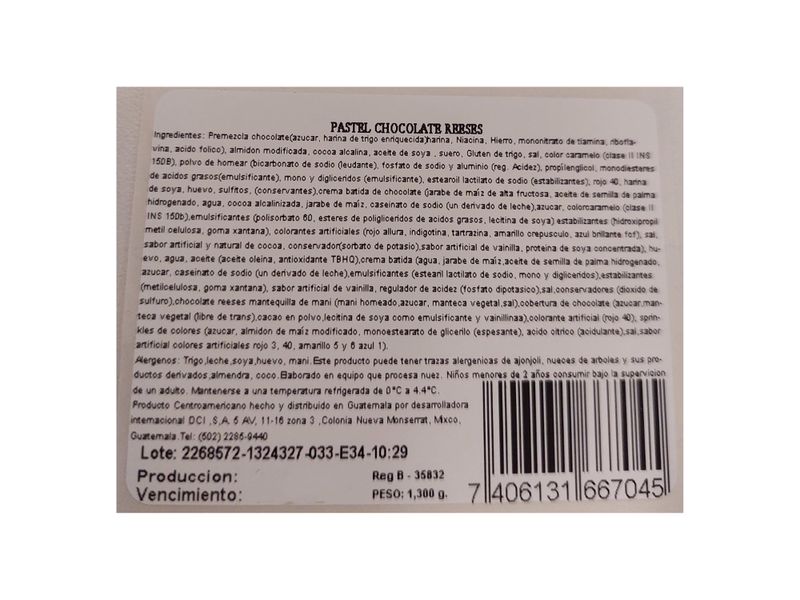 PASTEL CHOCOLATE REESES
Ingredientes: Premezcla chocolate(azucar, harina de trigo enriquecida)harina, Niacina, Hierro, mononitrato de tiamina, ribofla-
vina, acido folico), almidon modificada, cocoa alcalina, aceite de soya , suero, Gluten de trigo, sal, color caramelo (clase II INS
150B), polvo de hornear (bicarbonato de sodio (leudante), fosfato de sodio y aluminio (reg. Acidez), propilenglicol, monodiesteres
de acidos grasos(emulsificante), mono y digliceridos (emulsificante), estearoil lactilato de sodio (estabilizantes), rojo 40, harina
de soya, huevo, sulfitos, (conservantes),crema batida de chocolate (jarabe de maíz de alta fructosa, aceite de semilla de palma
hidrogenado, agua, cocoa alcalinizada, jarabe de maíz, caseinato de sodio (un derivado de leche),azucar, colorcaramelo (clase II
INS 150b),emulsificantes (polisorbato 60, esteres de poligliceridos de acidos grasos, lecitina de soya) estabilizantes (hidroxipropil
metil celulosa, goma xantana), colorantes artificiales (rojo allura, indigotina, tartrazina, amarillo crepusculo, azul brillante fcf), sal,
sabor artificial y natural de cocoa, conservador(sorbato de potasio),sabor artificial de vainilla, proteina de soya concentrada), hu-
evo, agua, aceite (aceite oleina, antioxidante TBHQ),crema batida (agua, jarabe de maiz,aceite de semilla de palma hidrogenado,
azucar, caseinato de sodio (un derivado de leche),emulsificantes (estearil lactilato de sodio, mono y digliceridos),estabilizantes
(metilcelulosa, goma xantana), sabor artificial de vainilla,regulador de acidez (fosfato dipotasico),sal,conservadores (dioxido de
sulfuro),chocolate reeses mantequilla de mani (mani horneado,azucar, manteca vegetal,sal),cobertura de chocolate (azucar,man-
teca vegetal (libre de trans),cacao en polvo,lecitina de soya como emulsificante y vainillinaa),colorante artificial (rojo 40); sprin-
kles de colores (azucar, almidon de maiz modificado, monoestearato de glicerilo (espesante), acido citrico (acidulante),sal,sabor
artificial colores artificiales rojo 3, 40, amarillo 5 y 6 azul 1).
Alergenos: Trigo,leche,soya,huevo, mani.Este producto puede tener trazas alergenicas de ajonjoli, nueces de arboles y sus pro-
ductos derivados,almendra, coco.Elaborado en equipo que procesa nuez. Niños menores de 2 años consumir bajo la supervision
de un adulto. Mantenerse a una temperatura refrigerada de 0°C a 4.4°C.
Producto Centroamericano hecho y distribuido en Guatemala por desarrolladora
internacional DCI ,S,A. 5 AV, 11-16 zona 3 ,Colonia Nueva Monserrat, Mixco,
Guatemala.Tel: (502) 2285-9440
Lote: 2268572-1324327-033-E34-10:29
Produccion: Reg B - 35832
Vencimiento: PESO: 1,300 g.
7 406131 667045